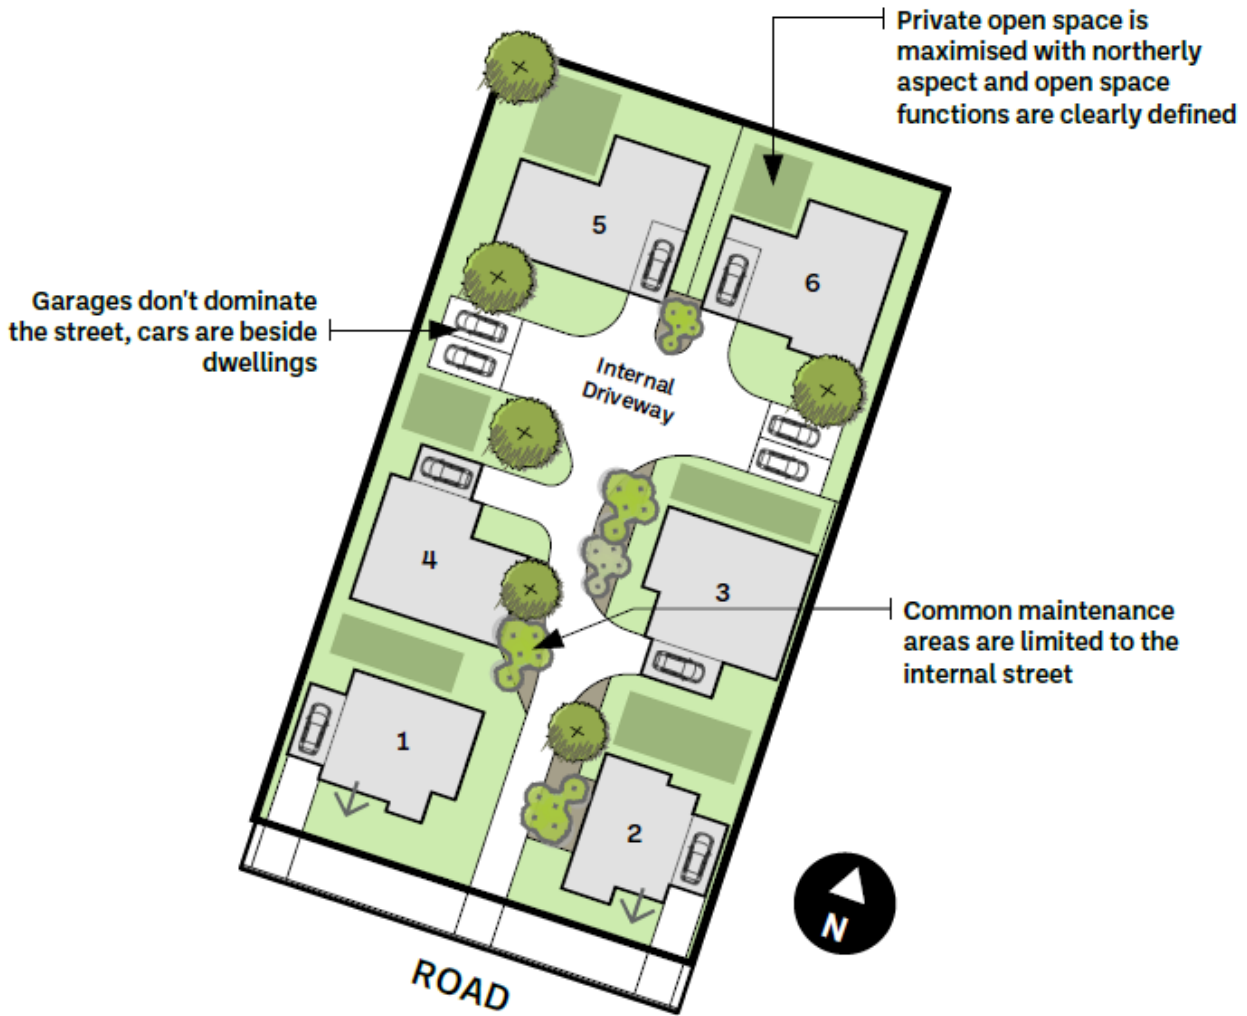 Private open space is
maximised with northerly
aspect and open space
functions are clearly defined
5
6
Garages don't dominate
the street, cars are beside
dwellings
Internal
Driveway
4
3
Common maintenance
areas are limited to the
internal street
1
2
N
ROAD